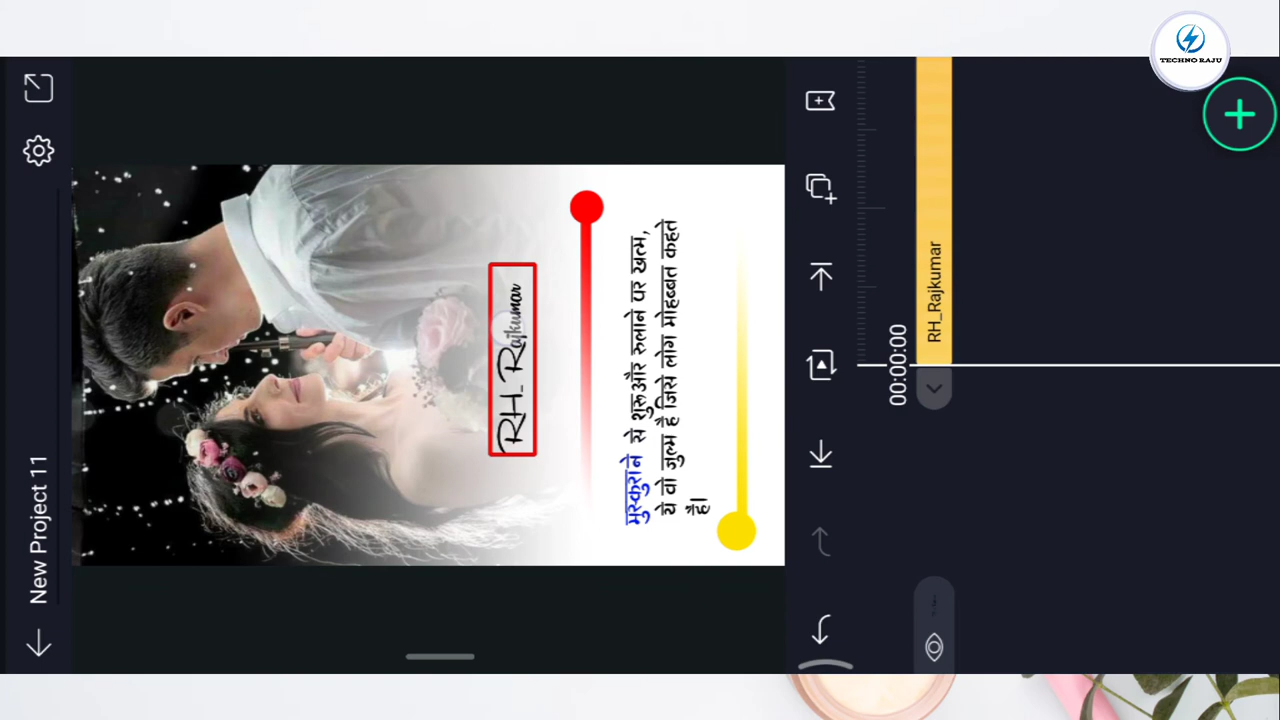 TECHNO RAJU
New Project 11
RH_Rajkumar
मुस्कुराने से शुरू और रुलाने पर खत्म,
ये वो जुल्म है जिसे लोग मोहब्बत कहते
है।
00:00:00
RH_Rajkumar